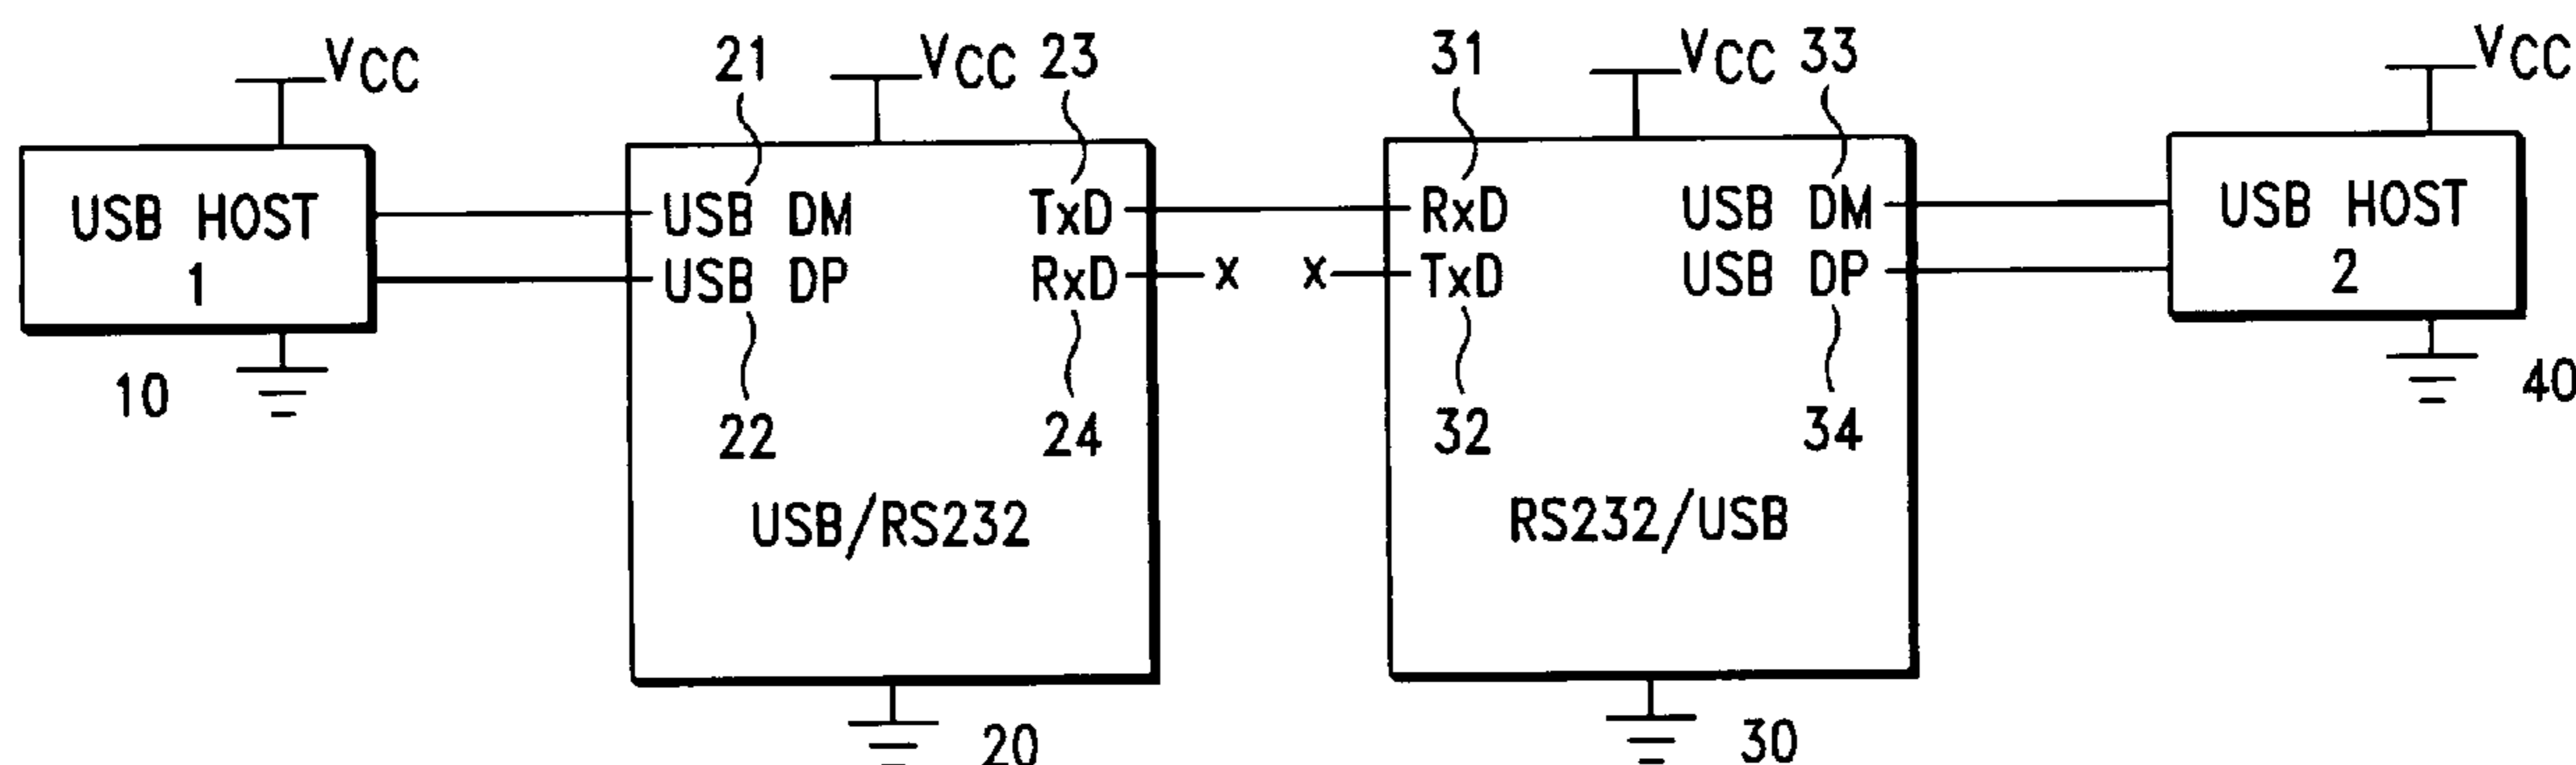 VCC
21
VCC
23
31
VCC
33
VCC
USB HOST
1
USB DM
USB DP
TxD
RxD
x
x
RxD
TxD
USB DM
USB DP
USB HOST
2
10
22
24
32
34
40
USB/RS232
RS232/USB
20
30